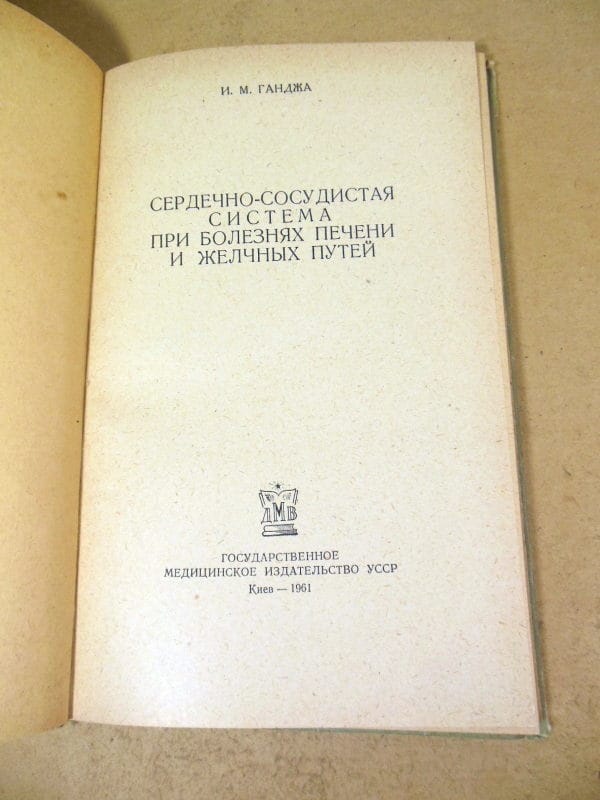 И. М. ГАНДЖА
СЕРДЕЧНО-СОСУДИСТАЯ
СИСТЕМА
ПРИ БОЛЕЗНЯХ ПЕЧЕНИ
И ЖЕЛЧНЫХ ПУТЕЙ
ДМВ
ГОСУДАРСТВЕННОЕ
МЕДИЦИНСКОЕ ИЗДАТЕЛЬСТВО УССР
Киев — 1961